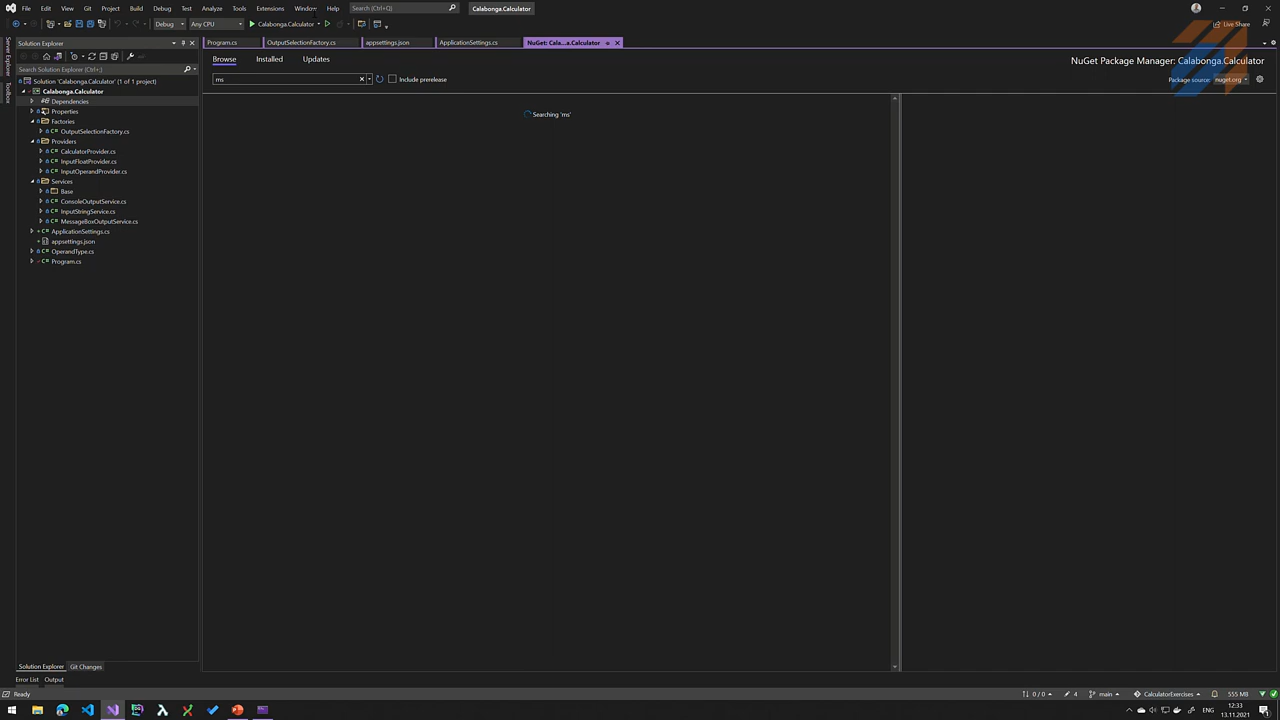 File Edit View Git Project Build Debug Test Analyze Tools Extensions Window Help Search (Ctrl+Q) Calabonga.Calculator
Debug Any CPU Calabonga.Calculator Live Share
Server Explorer
Toolbox
Solution Explorer
Search Solution Explorer (Ctrl+;)
Solution 'Calabonga.Calculator' (1 of 1 project)
Calabonga.Calculator
Dependencies
Properties
Factories
OutputSelectionFactory.cs
Providers
CalculatorProvider.cs
InputFloatProvider.cs
InputOperandProvider.cs
Services
Base
ConsoleOutputService.cs
InputStringService.cs
MessageBoxOutputService.cs
ApplicationSettings.cs
appsettings.json
OperandType.cs
Program.cs
Program.cs OutputSelectionFactory.cs appsettings.json ApplicationSettings.cs NuGet: Cala...a.Calculator
Browse Installed Updates NuGet Package Manager: Calabonga.Calculator
ms Include prerelease Package source: nuget.org
Searching 'ms'
Solution Explorer Git Changes
Error List Output
Ready 0 / 0 4 main CalculatorExercises 555 MB
ENG 12:33
13.11.2021